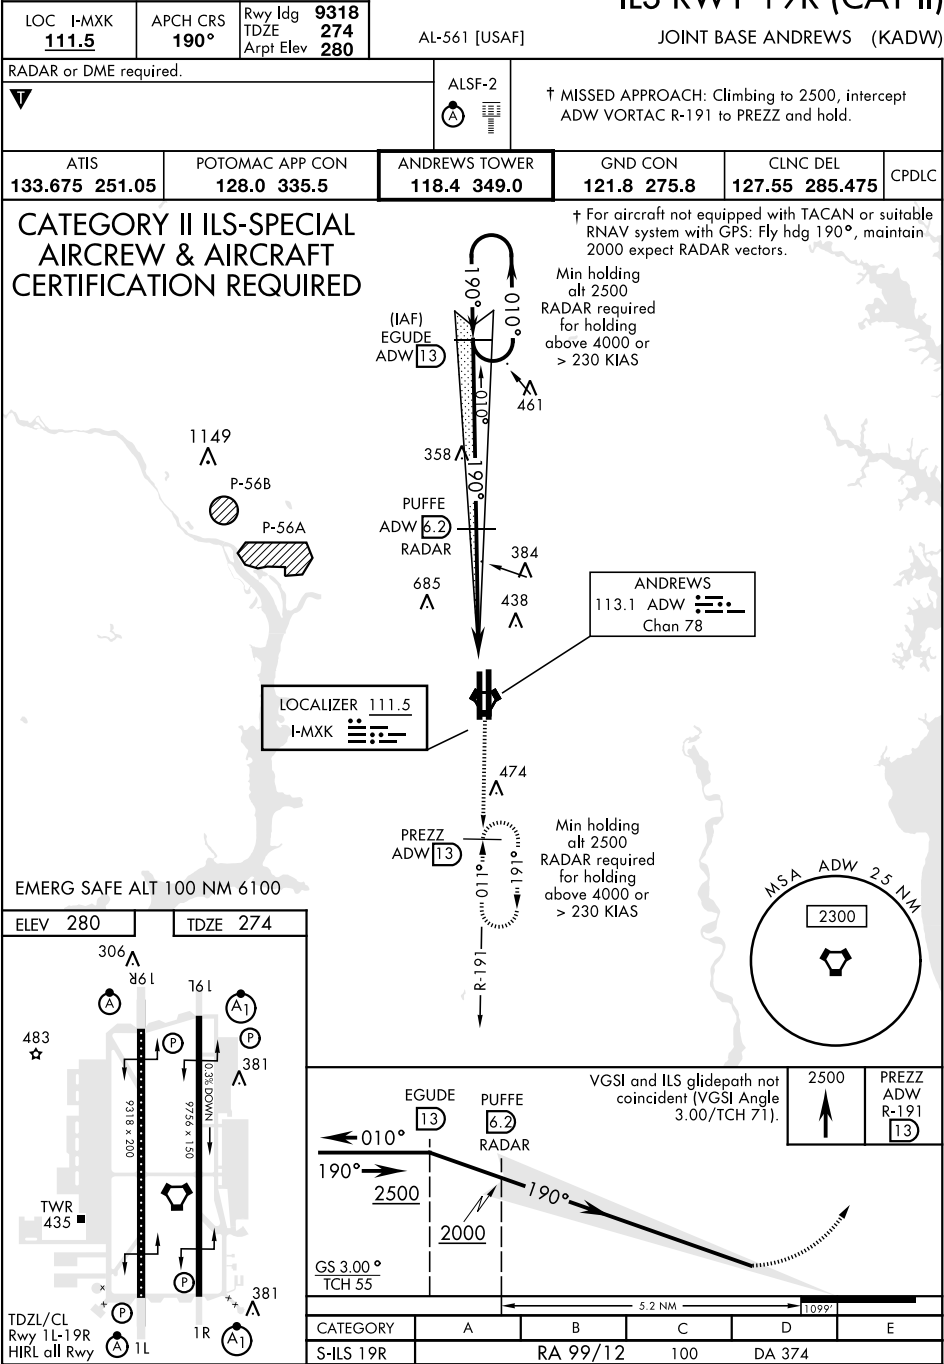 ILS RWY 19R (CAT II)
JOINT BASE ANDREWS (KADW)
AL-561 [USAF]
LOC I-MXK
111.5
APCH CRS
190°
Rwy ldg 9318
TDZE 274
Arpt Elev 280
RADAR or DME required.
T
ALSF-2
A
† MISSED APPROACH: Climbing to 2500, intercept
ADW VORTAC R-191 to PREZZ and hold.
ATIS
133.675 251.05
POTOMAC APP CON
128.0 335.5
ANDREWS TOWER
118.4 349.0
GND CON
121.8 275.8
CLNC DEL
127.55 285.475
CPDLC
CATEGORY II ILS-SPECIAL
AIRCREW & AIRCRAFT
CERTIFICATION REQUIRED
† For aircraft not equipped with TACAN or suitable
RNAV system with GPS: Fly hdg 190°, maintain
2000 expect RADAR vectors.
190°
010°
Min holding
alt 2500
RADAR required
for holding
above 4000 or
> 230 KIAS
(IAF)
EGUDE
ADW 13
461
010°
358
190°
1149
P-56B
P-56A
PUFFE
ADW 6.2
RADAR
384
685
438
ANDREWS
113.1 ADW
Chan 78
LOCALIZER 111.5
I-MXK
474
PREZZ
ADW 13
011°
191°
R-191
Min holding
alt 2500
RADAR required
for holding
above 4000 or
> 230 KIAS
EMERG SAFE ALT 100 NM 6100
MSA ADW 25 NM
2300
ELEV 280
TDZE 274
306
19R
19L
A
A1
483
P
P
381
0.3% DOWN
9318 x 200
9756 x 150
TWR
435
P
P
381
TDZL/CL
Rwy 1L-19R
HIRL all Rwy
A
1L
1R
A1
EGUDE
13
PUFFE
6.2
RADAR
VGSI and ILS glidepath not
coincident (VGSI Angle
3.00/TCH 71).
2500
PREZZ
ADW
R-191
13
010°
190°
2500
190°
2000
GS 3.00°
TCH 55
5.2 NM
1099'
CATEGORY A B C D E
S-ILS 19R RA 99/12 100 DA 374